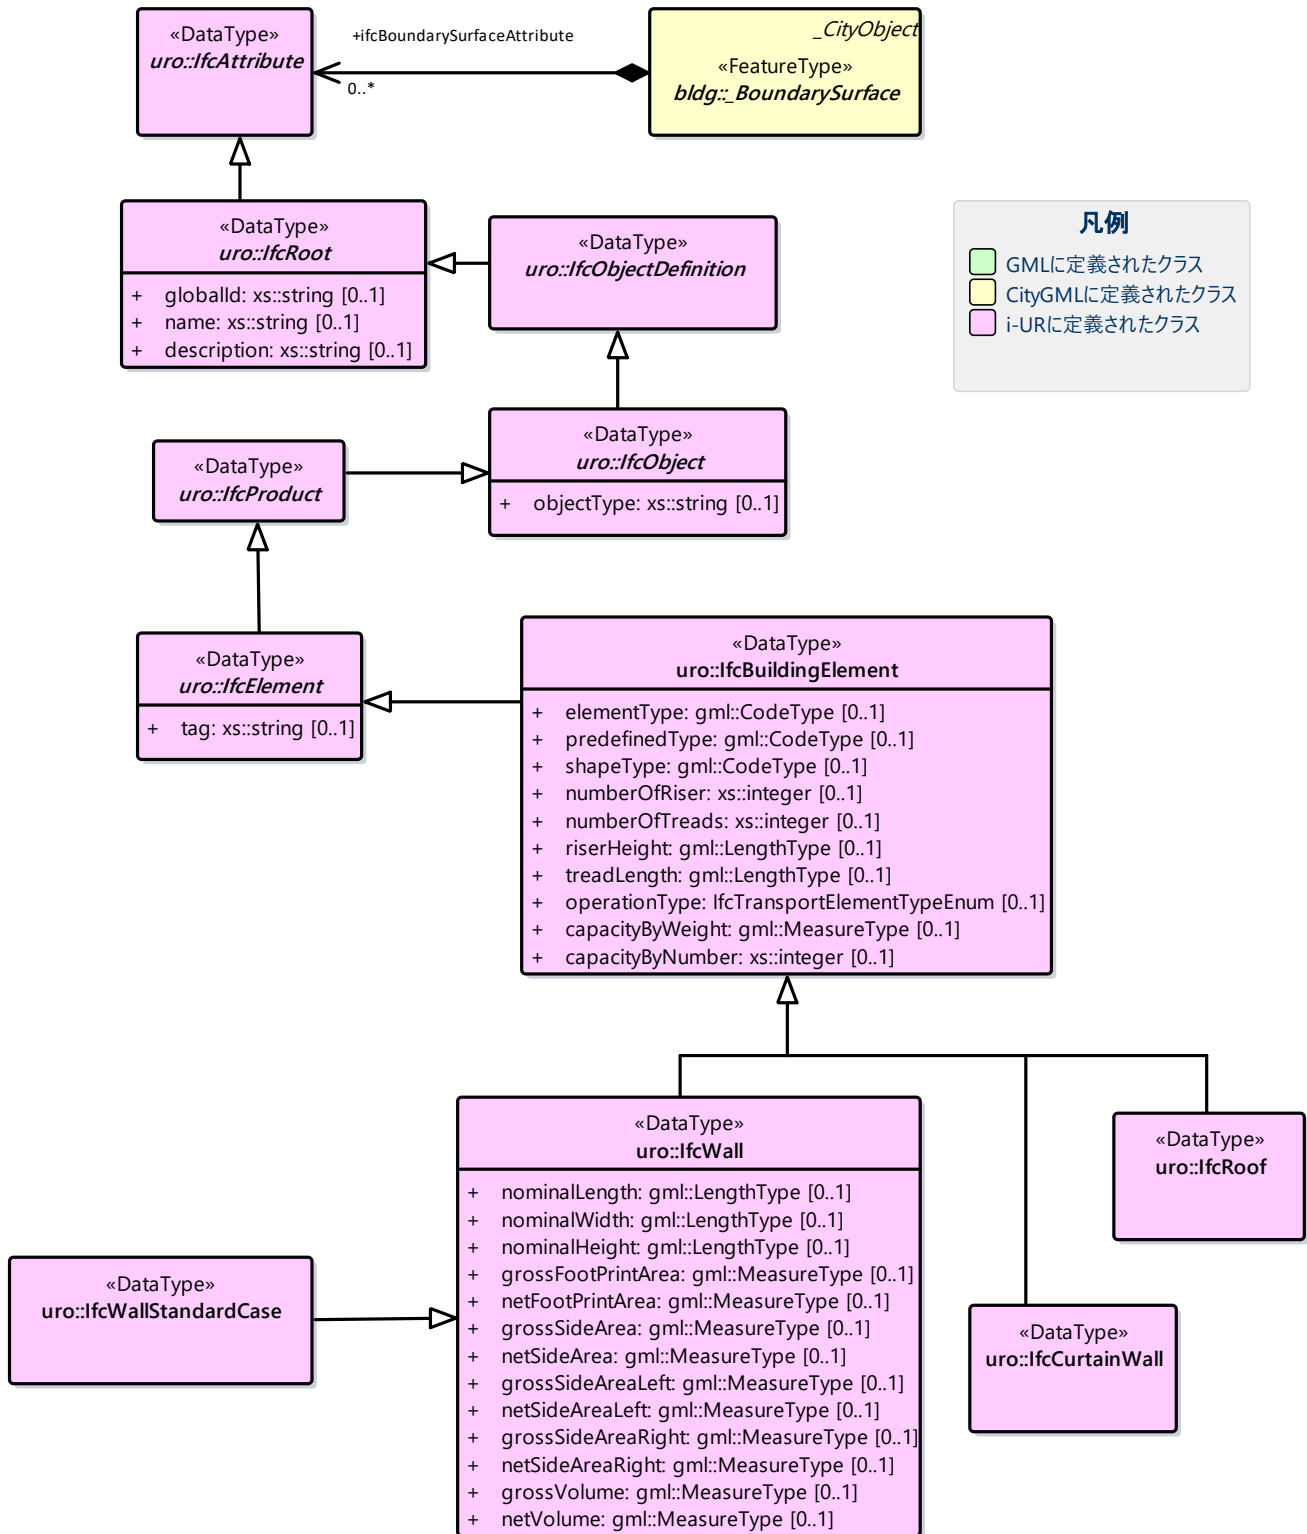 «DataType»
uro::IfcAttribute
+ifcBoundarySurfaceAttribute
0..*
_CityObject
«FeatureType»
bldg::_BoundarySurface
«DataType»
uro::IfcRoot
+ globalId: xs::string [0..1]
+ name: xs::string [0..1]
+ description: xs::string [0..1]
«DataType»
uro::IfcObjectDefinition
凡例
GMLに定義されたクラス
CityGMLに定義されたクラス
i-URに定義されたクラス
«DataType»
uro::IfcProduct
«DataType»
uro::IfcObject
+ objectType: xs::string [0..1]
«DataType»
uro::IfcElement
+ tag: xs::string [0..1]
«DataType»
uro::IfcBuildingElement
+ elementType: gml::CodeType [0..1]
+ predefinedType: gml::CodeType [0..1]
+ shapeType: gml::CodeType [0..1]
+ numberOfRiser: xs::integer [0..1]
+ numberOfTreads: xs::integer [0..1]
+ riserHeight: gml::LengthType [0..1]
+ treadLength: gml::LengthType [0..1]
+ operationType: IfcTransportElementTypeEnum [0..1]
+ capacityByWeight: gml::MeasureType [0..1]
+ capacityByNumber: xs::integer [0..1]
«DataType»
uro::IfcWall
+ nominalLength: gml::LengthType [0..1]
+ nominalWidth: gml::LengthType [0..1]
+ nominalHeight: gml::LengthType [0..1]
+ grossFootPrintArea: gml::MeasureType [0..1]
+ netFootPrintArea: gml::MeasureType [0..1]
+ grossSideArea: gml::MeasureType [0..1]
+ netSideArea: gml::MeasureType [0..1]
+ grossSideAreaLeft: gml::MeasureType [0..1]
+ netSideAreaLeft: gml::MeasureType [0..1]
+ grossSideAreaRight: gml::MeasureType [0..1]
+ netSideAreaRight: gml::MeasureType [0..1]
+ grossVolume: gml::MeasureType [0..1]
+ netVolume: gml::MeasureType [0..1]
«DataType»
uro::IfcRoof
«DataType»
uro::IfcWallStandardCase
«DataType»
uro::IfcCurtainWall